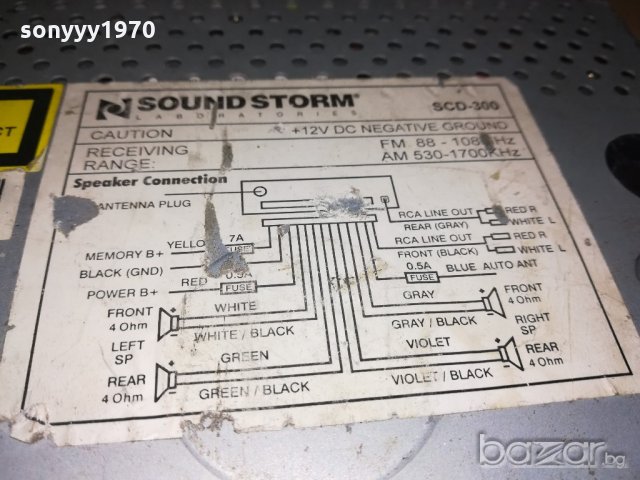 sonyyy1970
CT
SOUND STORM
LABORATORIES
SCD-300
CAUTION +12V DC NEGATIVE GROUND
RECEIVING RANGE: FM 88 - 108MHz
AM 530-1700KHz
Speaker Connection
ANTENNA PLUG
RCA LINE OUT REAR (GRAY) RED R
WHITE L
RCA LINE OUT FRONT (BLACK) RED R
WHITE L
MEMORY B+ YELLOW 7A FUSE
BLACK (GND)
POWER B+ RED 0.5A FUSE
0.5A FUSE BLUE AUTO ANT
FRONT 4 Ohm WHITE
WHITE / BLACK
LEFT SP
REAR 4 Ohm GREEN
GREEN / BLACK
GRAY FRONT 4 Ohm
GRAY / BLACK
RIGHT SP
VIOLET REAR 4 Ohm
VIOLET / BLACK
bazar.bg